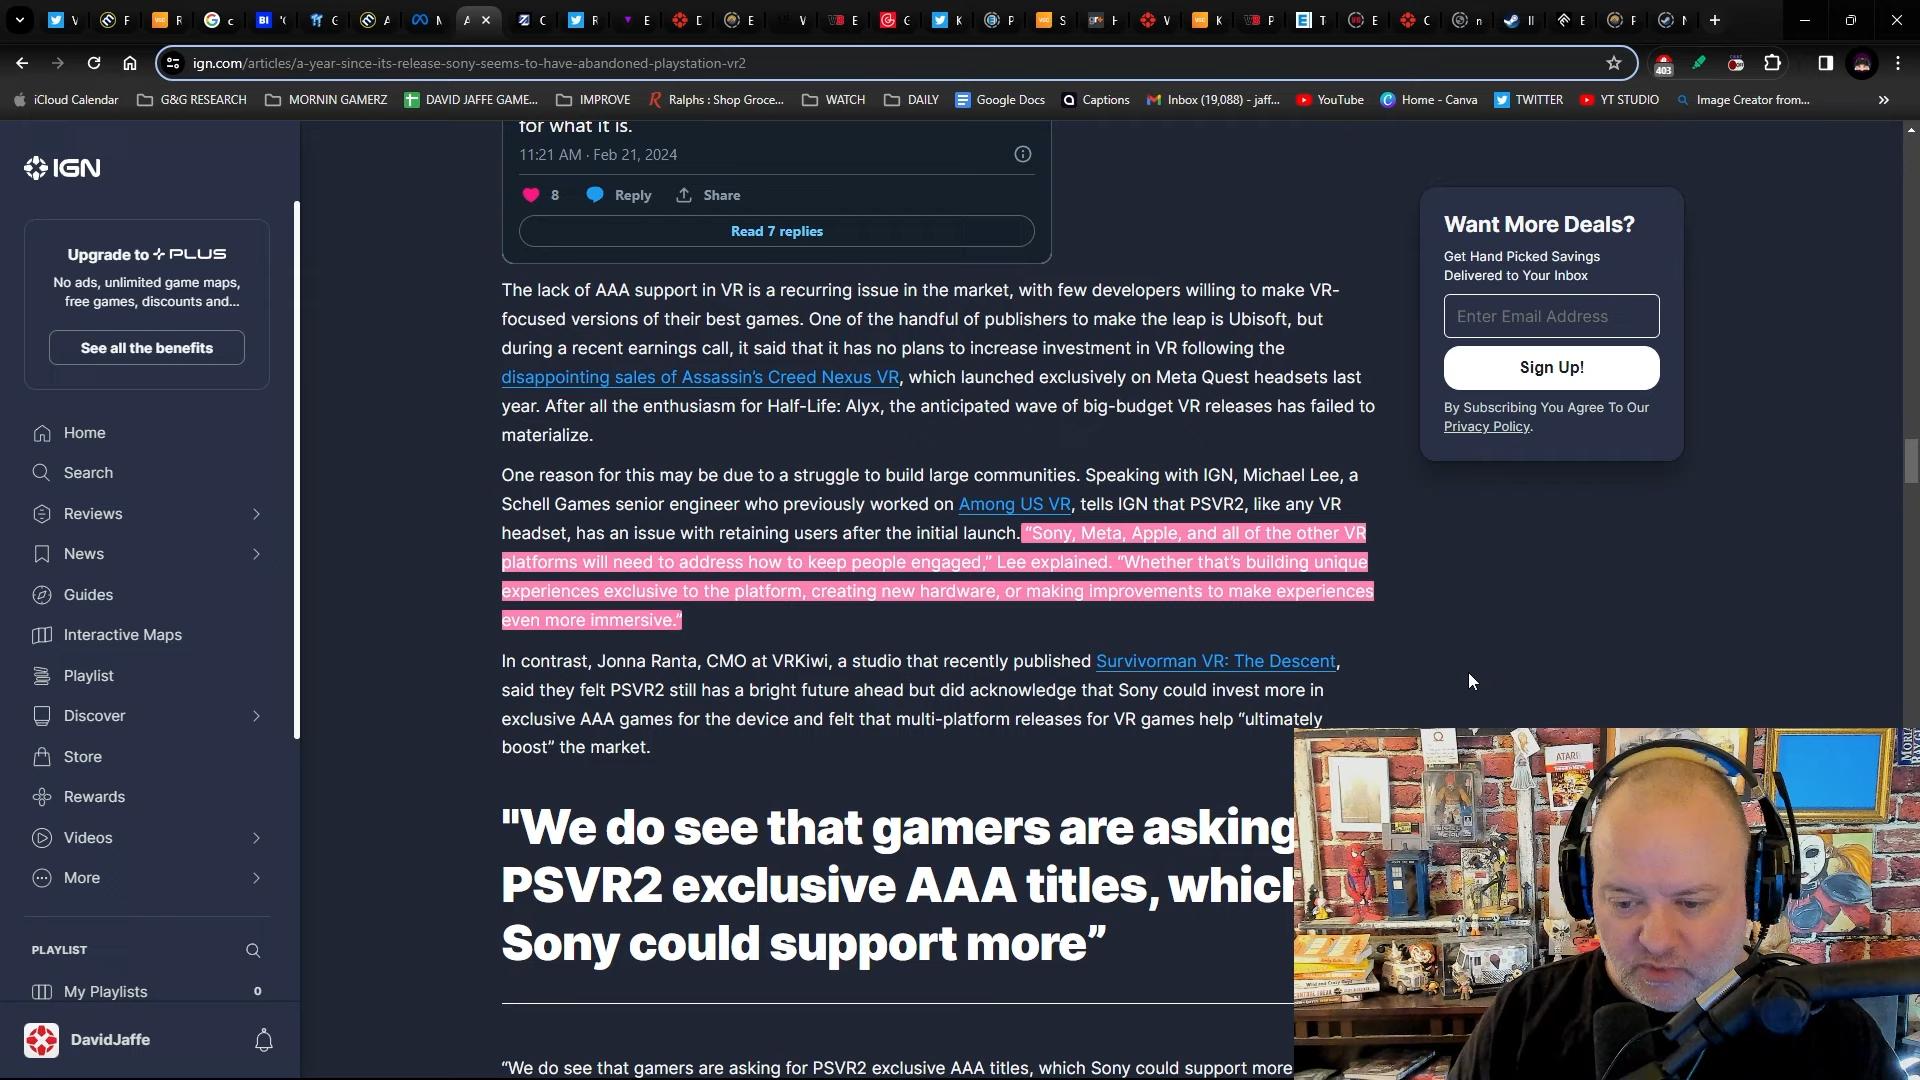 ign.com/articles/a-year-since-its-release-sony-seems-to-have-abandoned-playstation-vr2
403
iCloud Calendar
G&G RESEARCH
MORNIN GAMERZ
DAVID JAFFE GAME...
IMPROVE
Ralphs : Shop Groce...
WATCH
DAILY
Google Docs
Captions
Inbox (19,088) - jaff...
YouTube
Home - Canva
TWITTER
YT STUDIO
Image Creator from...
IGN
Upgrade to PLUS
No ads, unlimited game maps,
free games, discounts and...
See all the benefits
Home
Search
Reviews
News
Guides
Interactive Maps
Playlist
Discover
Store
Rewards
Videos
More
PLAYLIST
My Playlists 0
DavidJaffe
for what it is.
11:21 AM · Feb 21, 2024
8 Reply Share
Read 7 replies
The lack of AAA support in VR is a recurring issue in the market, with few developers willing to make VR-
focused versions of their best games. One of the handful of publishers to make the leap is Ubisoft, but
during a recent earnings call, it said that it has no plans to increase investment in VR following the
disappointing sales of Assassin's Creed Nexus VR, which launched exclusively on Meta Quest headsets last
year. After all the enthusiasm for Half-Life: Alyx, the anticipated wave of big-budget VR releases has failed to
materialize.
One reason for this may be due to a struggle to build large communities. Speaking with IGN, Michael Lee, a
Schell Games senior engineer who previously worked on Among US VR, tells IGN that PSVR2, like any VR
headset, has an issue with retaining users after the initial launch. “Sony, Meta, Apple, and all of the other VR
platforms will need to address how to keep people engaged,” Lee explained. “Whether that's building unique
experiences exclusive to the platform, creating new hardware, or making improvements to make experiences
even more immersive.”
In contrast, Jonna Ranta, CMO at VRKiwi, a studio that recently published Survivorman VR: The Descent,
said they felt PSVR2 still has a bright future ahead but did acknowledge that Sony could invest more in
exclusive AAA games for the device and felt that multi-platform releases for VR games help “ultimately
boost” the market.
"We do see that gamers are asking
PSVR2 exclusive AAA titles, which
Sony could support more”
“We do see that gamers are asking for PSVR2 exclusive AAA titles, which Sony could support more
Want More Deals?
Get Hand Picked Savings
Delivered to Your Inbox
Enter Email Address
Sign Up!
By Subscribing You Agree To Our
Privacy Policy.
ATARI